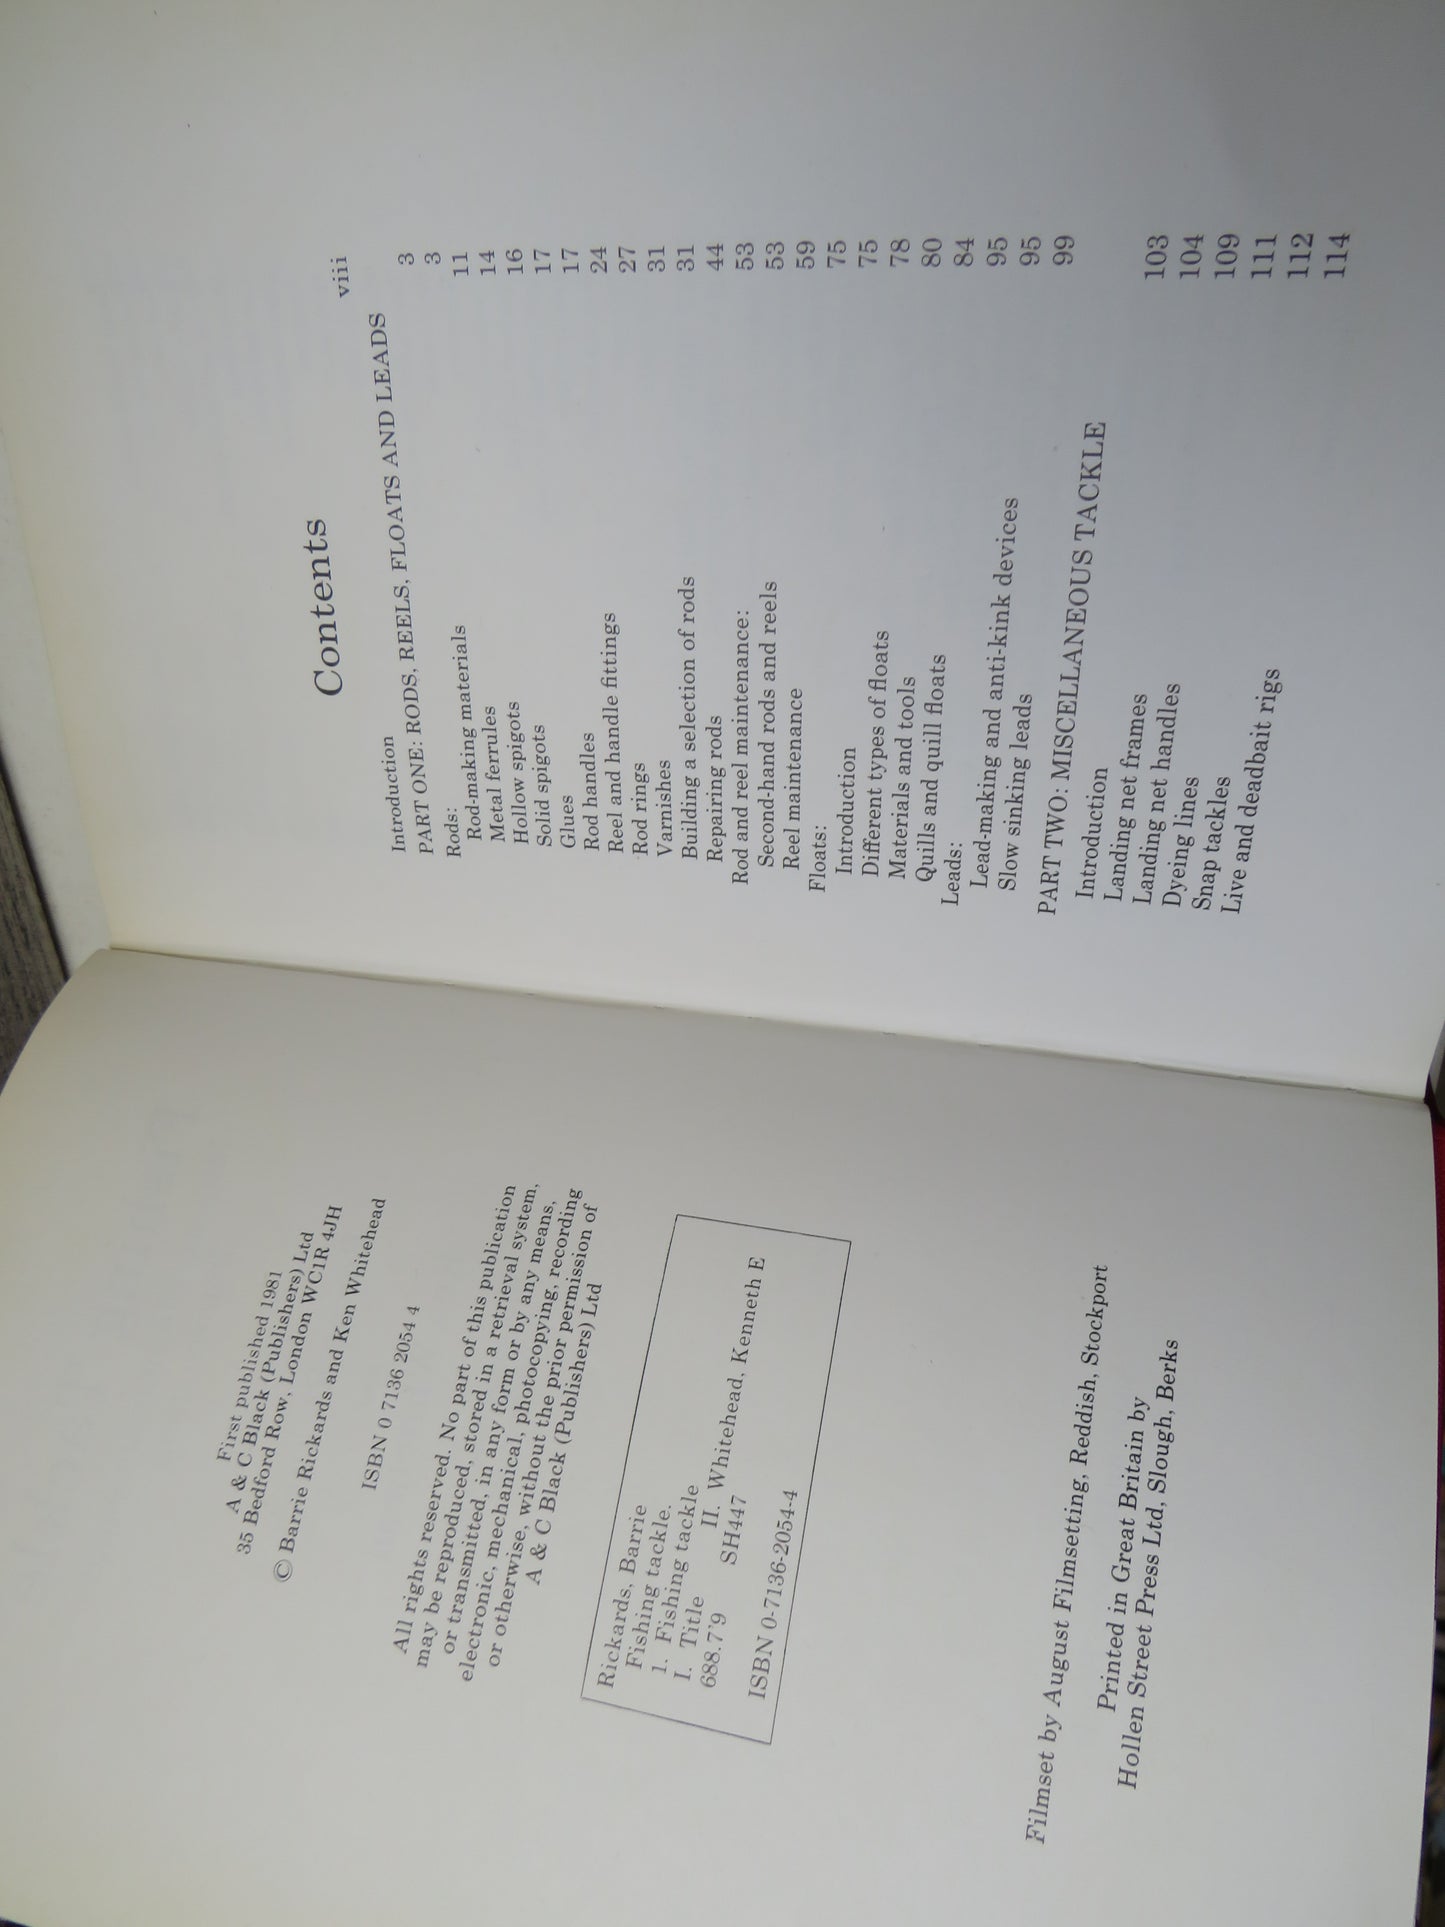 First published 1981
A & C Black (Publishers) Ltd
35 Bedford Row, London WC1R 4JH
© Barrie Rickards and Ken Whitehead
ISBN 0 7136 2054 4
All rights reserved. No part of this publication
may be reproduced, stored in a retrieval system,
or transmitted, in any form or by any means,
electronic, mechanical, photocopying, recording
or otherwise, without the prior permission of
A & C Black (Publishers) Ltd
Rickards, Barrie
Fishing tackle.
1. Fishing tackle
I. Title II. Whitehead, Kenneth E
688.7'9 SH447
ISBN 0-7136-2054-4
Filmset by August Filmsetting, Reddish, Stockport
Printed in Great Britain by
Hollen Street Press Ltd, Slough, Berks
Contents
Introduction viii
PART ONE: RODS, REELS, FLOATS AND LEADS
Rods: 3
Rod-making materials 3
Metal ferrules 11
Hollow spigots 14
Solid spigots 16
Glues 17
Rod handles 17
Reel and handle fittings 24
Rod rings 27
Varnishes 31
Building a selection of rods 31
Repairing rods 44
Rod and reel maintenance: 53
Second-hand rods and reels 53
Reel maintenance 59
Floats: 75
Introduction 75
Different types of floats 78
Materials and tools 80
Quills and quill floats 84
Leads: 95
Lead-making and anti-kink devices 95
Slow sinking leads 99
PART TWO: MISCELLANEOUS TACKLE
Introduction 103
Landing net frames 104
Landing net handles 109
Dyeing lines 111
Snap tackles 112
Live and deadbait rigs 114